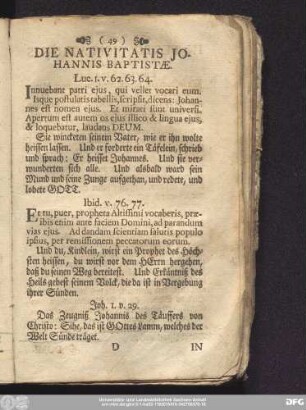 ( 49 )
DIE NATIVITATIS JO-
HANNIS BAPTISTÆ.
Luc. 1. v. 62. 63. 64.
Innuebant patri ejus, qui vellet vocari eum.
Isque postulatis tabellis, scripsit, dicens: Johan-
nes est nomen ejus. Et mirati sunt universi.
Apertum est autem os ejus illico & lingua ejus,
& loquebatur, laudans DEUM.
Sie wincketen seinem Vater, wie er ihn wolte
heissen lassen. Und er forderte ein Täfelein, schrieb
und sprach: Er heisset Johannes. Und sie ver-
wunderten sich alle. Und alsbald ward sein
Mund und seine Zunge aufgethan, und redete, und
lobete GOTT.
Ibid. v. 76. 77.
Et tu, puer, propheta Altissimi vocaberis, præ-
ibis enim ante faciem Domini, ad parandum
vias ejus. Ad dandam scientiam salutis populo
ipsius, per remissionem peccatorum eorum.
Und du, Kindlein, wirst ein Prophet des Höch-
sten heissen, du wirst vor dem HErrn hergehen,
daß du seinen Weg bereitest. Und Erkäntniß des
Heils gebest seinem Volck, die da ist in Vergebung
ihrer Sünden.
Joh. 1. v. 29.
Das Zeugniß Johannis des Täuffers von
Christo: Sihe, das ist GOttes Lamm, welches der
Welt Sünde träget.
D IN